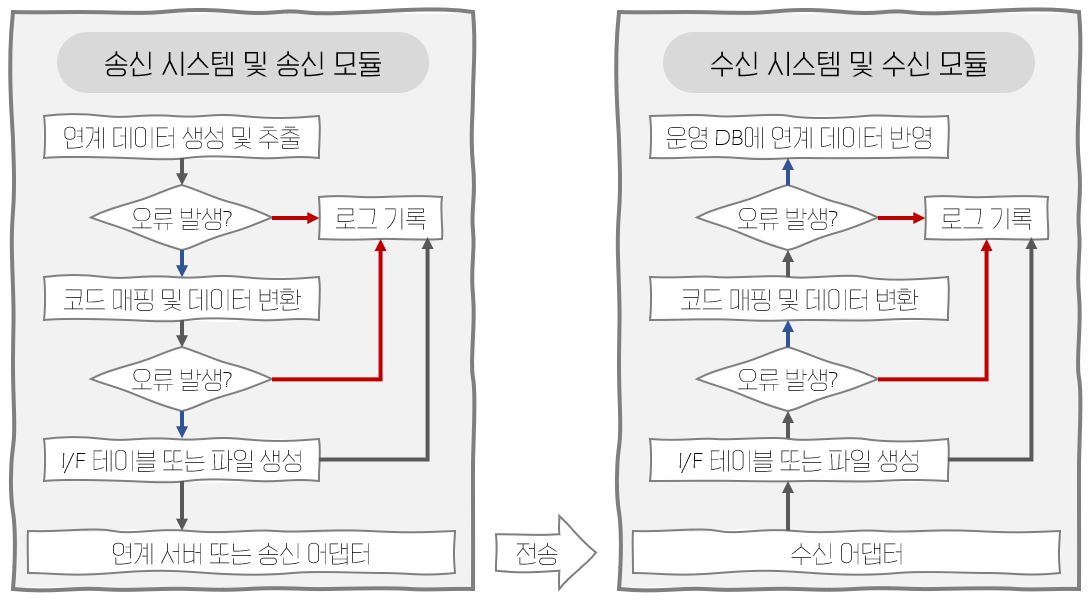 송신 시스템 및 송신 모듈
연계 데이터 생성 및 추출
오류 발생?
로그 기록
코드 매핑 및 데이터 변환
오류 발생?
I/F 테이블 또는 파일 생성
연계 서버 또는 송신 어댑터
전송
수신 시스템 및 수신 모듈
운영 DB에 연계 데이터 반영
오류 발생?
로그 기록
코드 매핑 및 데이터 변환
오류 발생?
I/F 테이블 또는 파일 생성
수신 어댑터